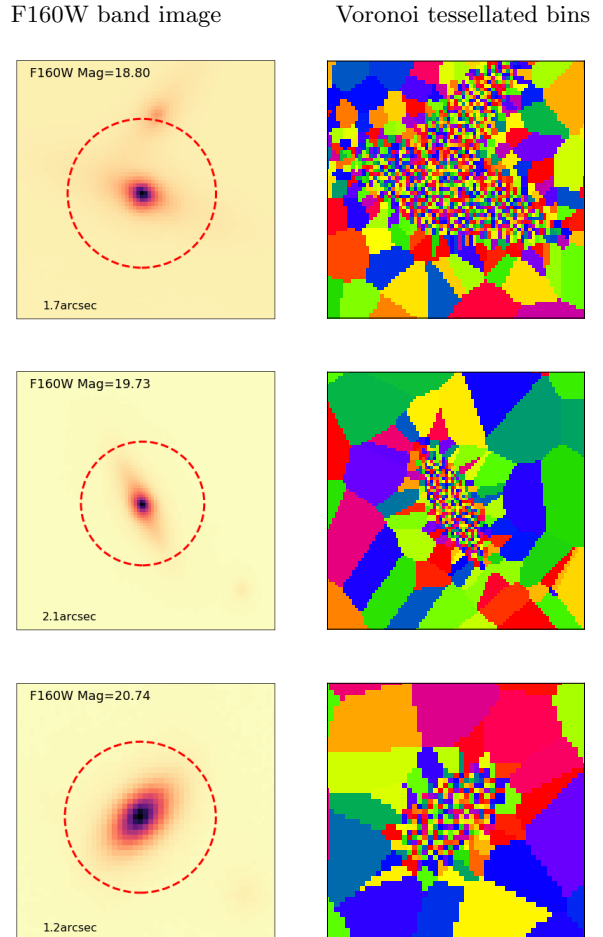 F160W band image
Voronoi tessellated bins
F160W Mag=18.80
1.7arcsec
F160W Mag=19.73
2.1arcsec
F160W Mag=20.74
1.2arcsec